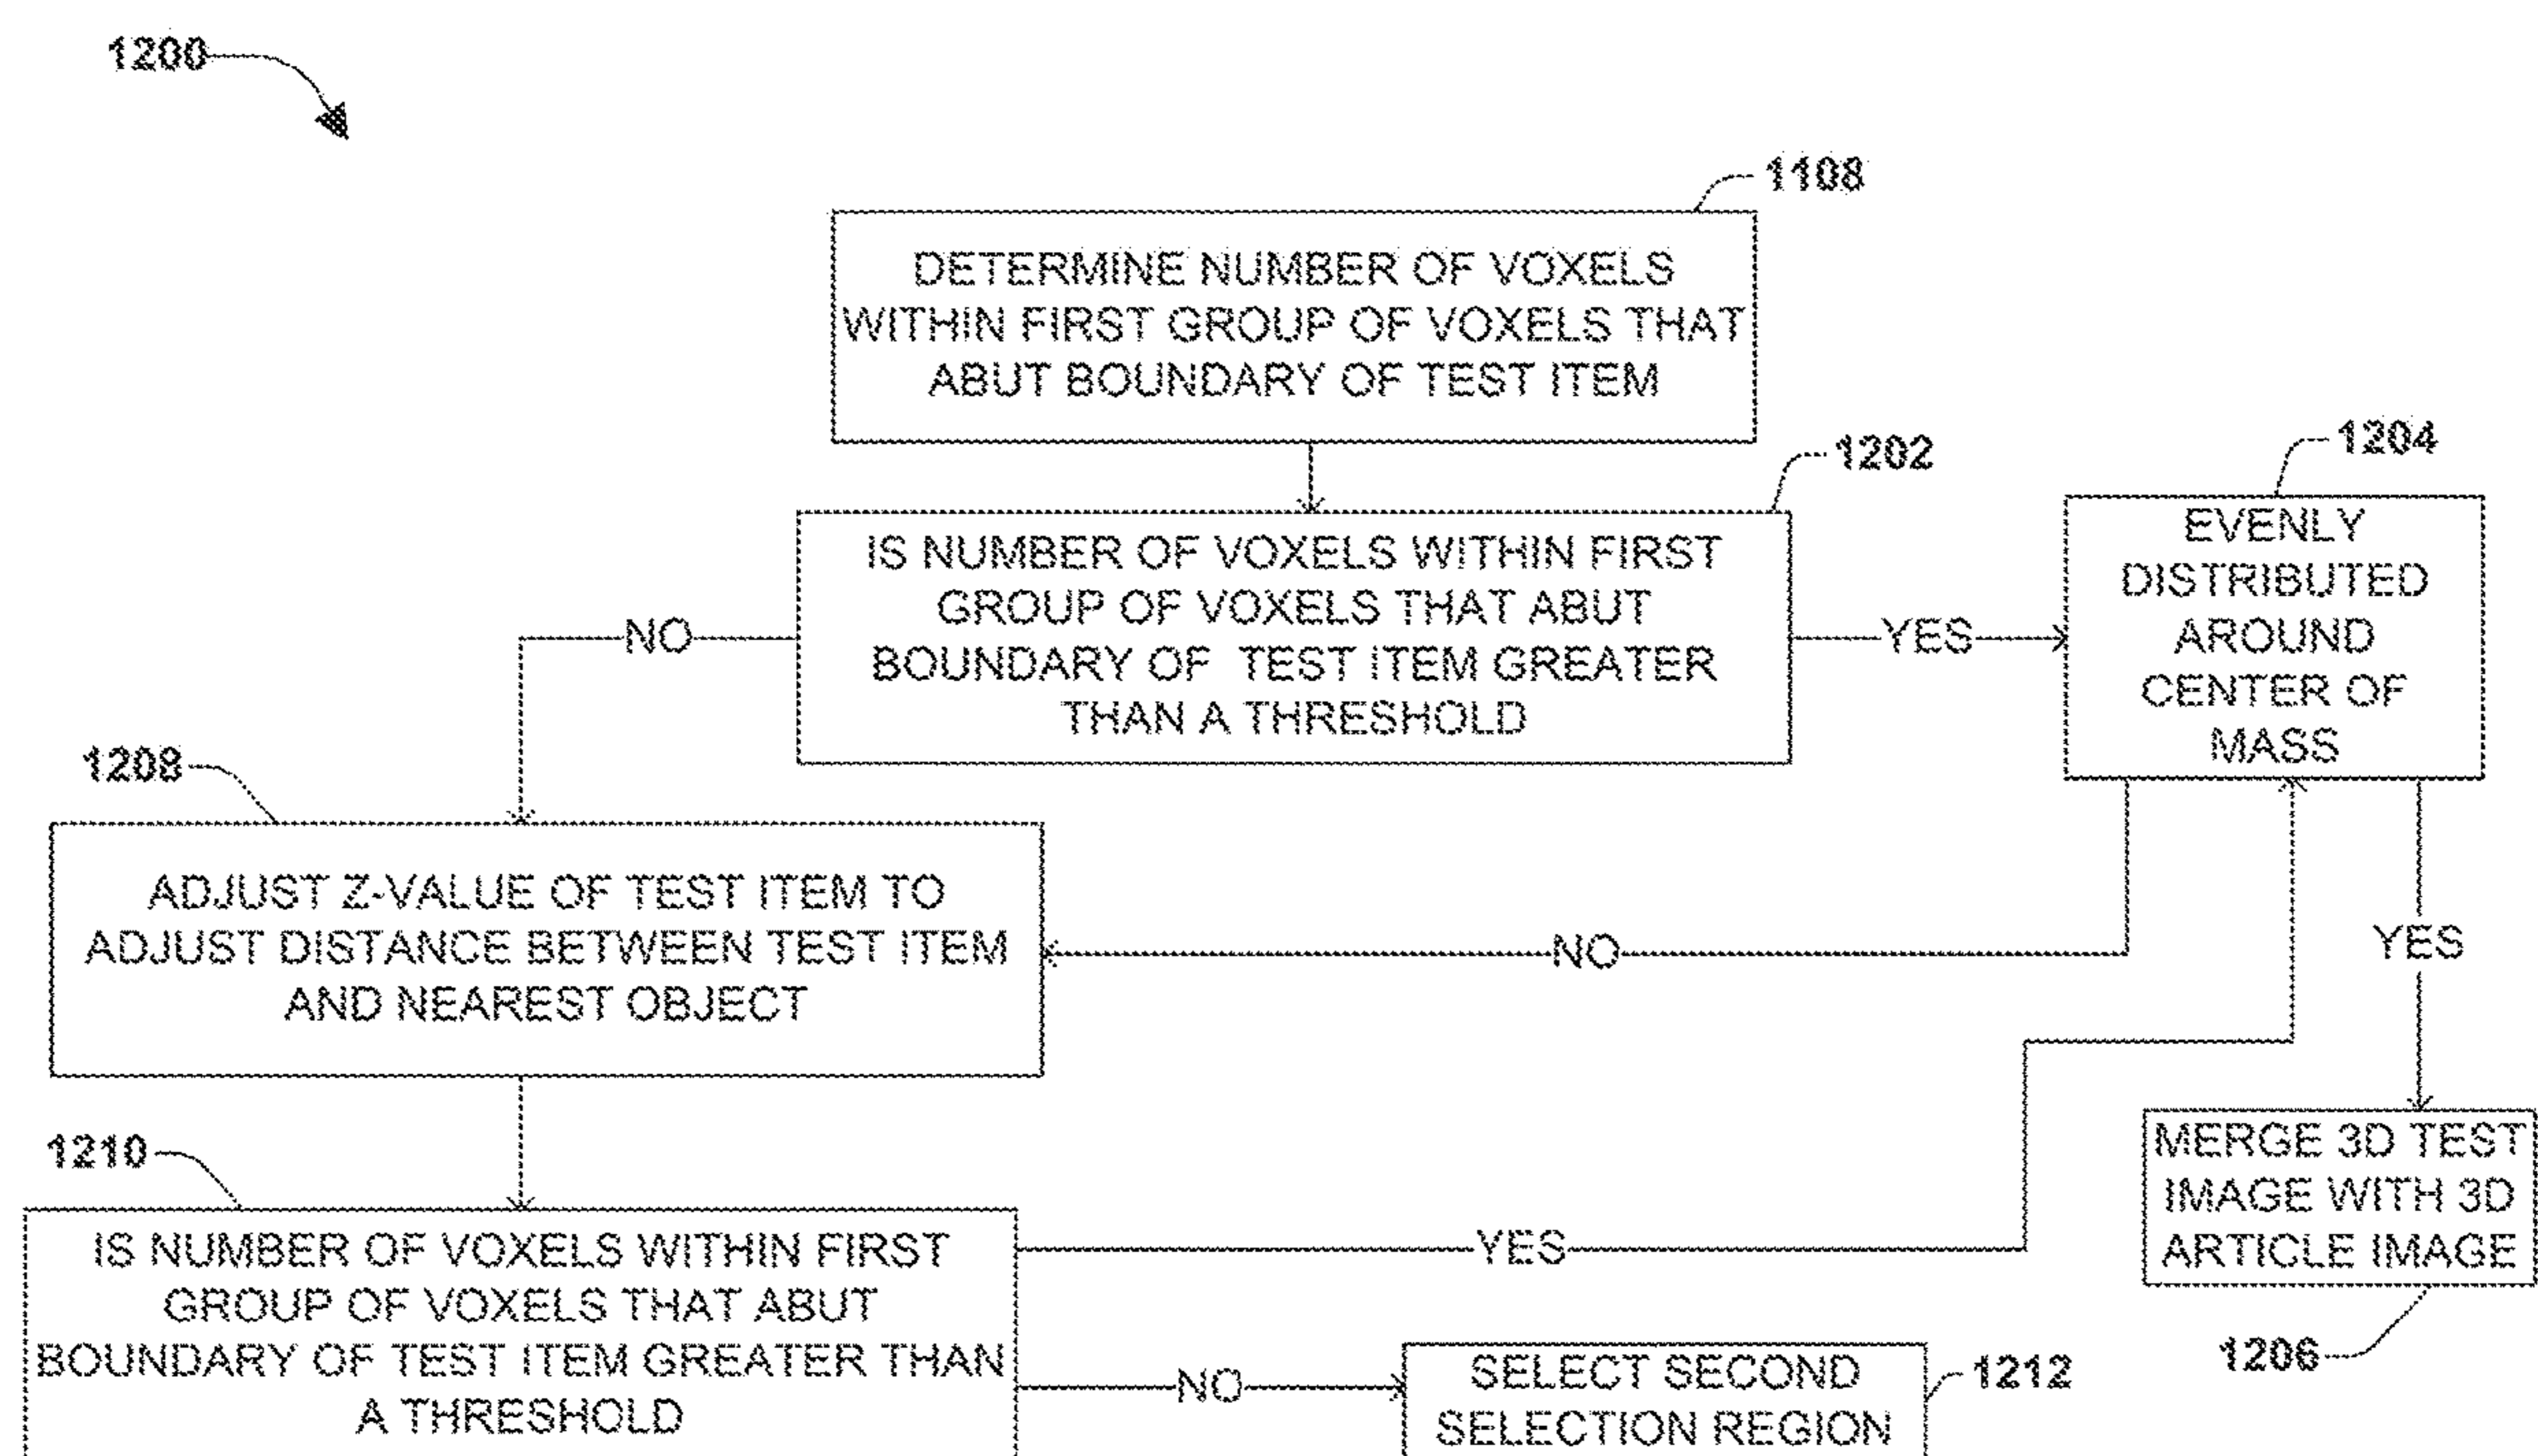 1200
1108
DETERMINE NUMBER OF VOXELS
WITHIN FIRST GROUP OF VOXELS THAT
ABUT BOUNDARY OF TEST ITEM
1202
IS NUMBER OF VOXELS WITHIN FIRST
GROUP OF VOXELS THAT ABUT
BOUNDARY OF TEST ITEM GREATER
THAN A THRESHOLD
NO
YES
1204
EVENLY
DISTRIBUTED
AROUND
CENTER OF
MASS
1208
ADJUST Z-VALUE OF TEST ITEM TO
ADJUST DISTANCE BETWEEN TEST ITEM
AND NEAREST OBJECT
NO
YES
MERGE 3D TEST
IMAGE WITH 3D
ARTICLE IMAGE
1206
1210
IS NUMBER OF VOXELS WITHIN FIRST
GROUP OF VOXELS THAT ABUT
BOUNDARY OF TEST ITEM GREATER THAN
A THRESHOLD
YES
NO
SELECT SECOND
SELECTION REGION
1212